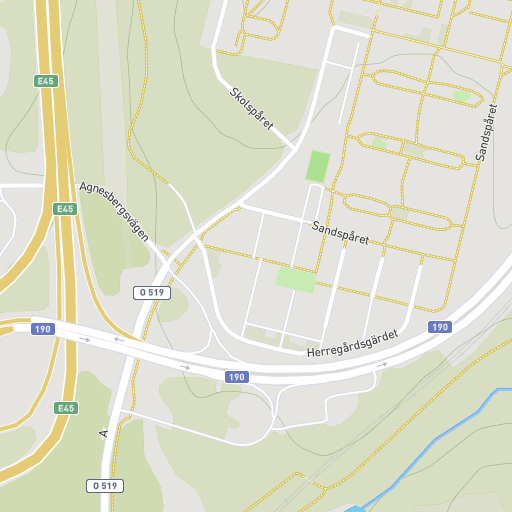 E45
Skolspåret
Sandspåret
Agnesbergsvägen
E45
Sandspåret
O 519
190
190
Herregårdsgärdet
190
E45
A
O 519